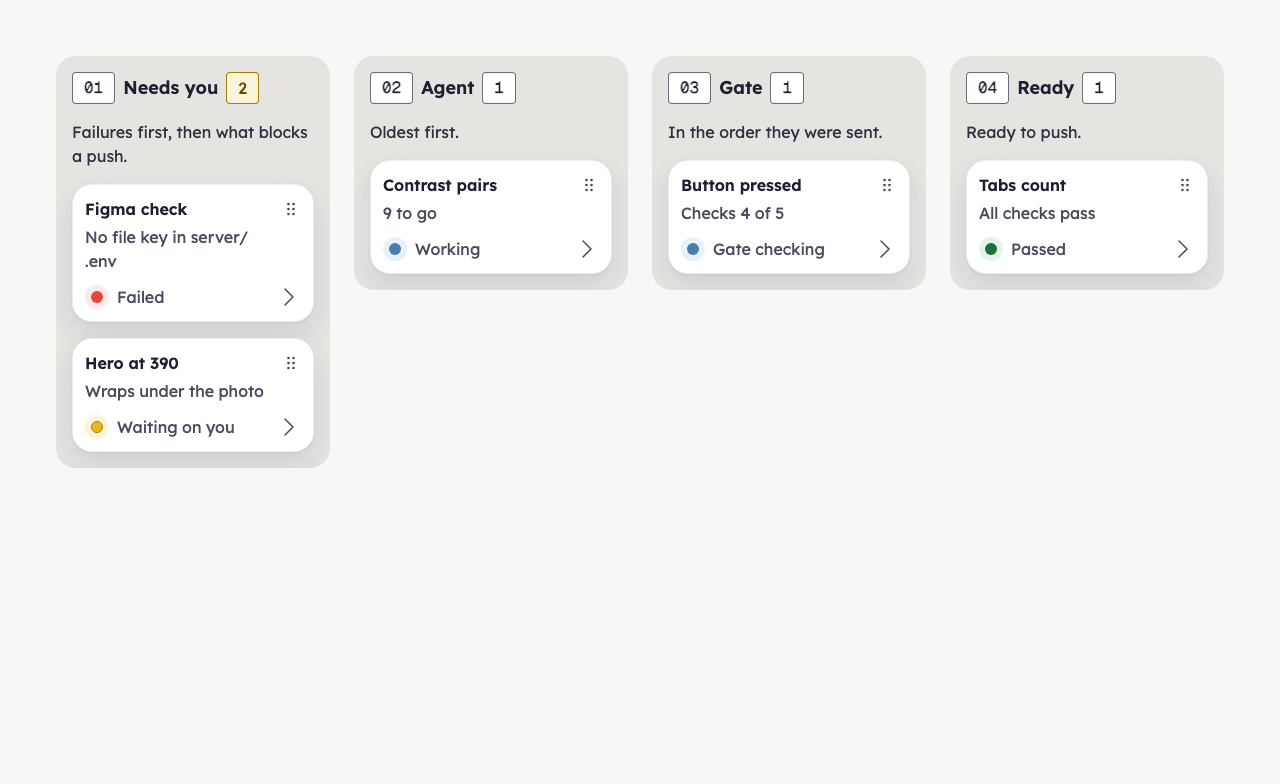 01 Needs you 2
Failures first, then what blocks
a push.
Figma check
No file key in server/
.env
Failed
Hero at 390
Wraps under the photo
Waiting on you
02 Agent 1
Oldest first.
Contrast pairs
9 to go
Working
03 Gate 1
In the order they were sent.
Button pressed
Checks 4 of 5
Gate checking
04 Ready 1
Ready to push.
Tabs count
All checks pass
Passed